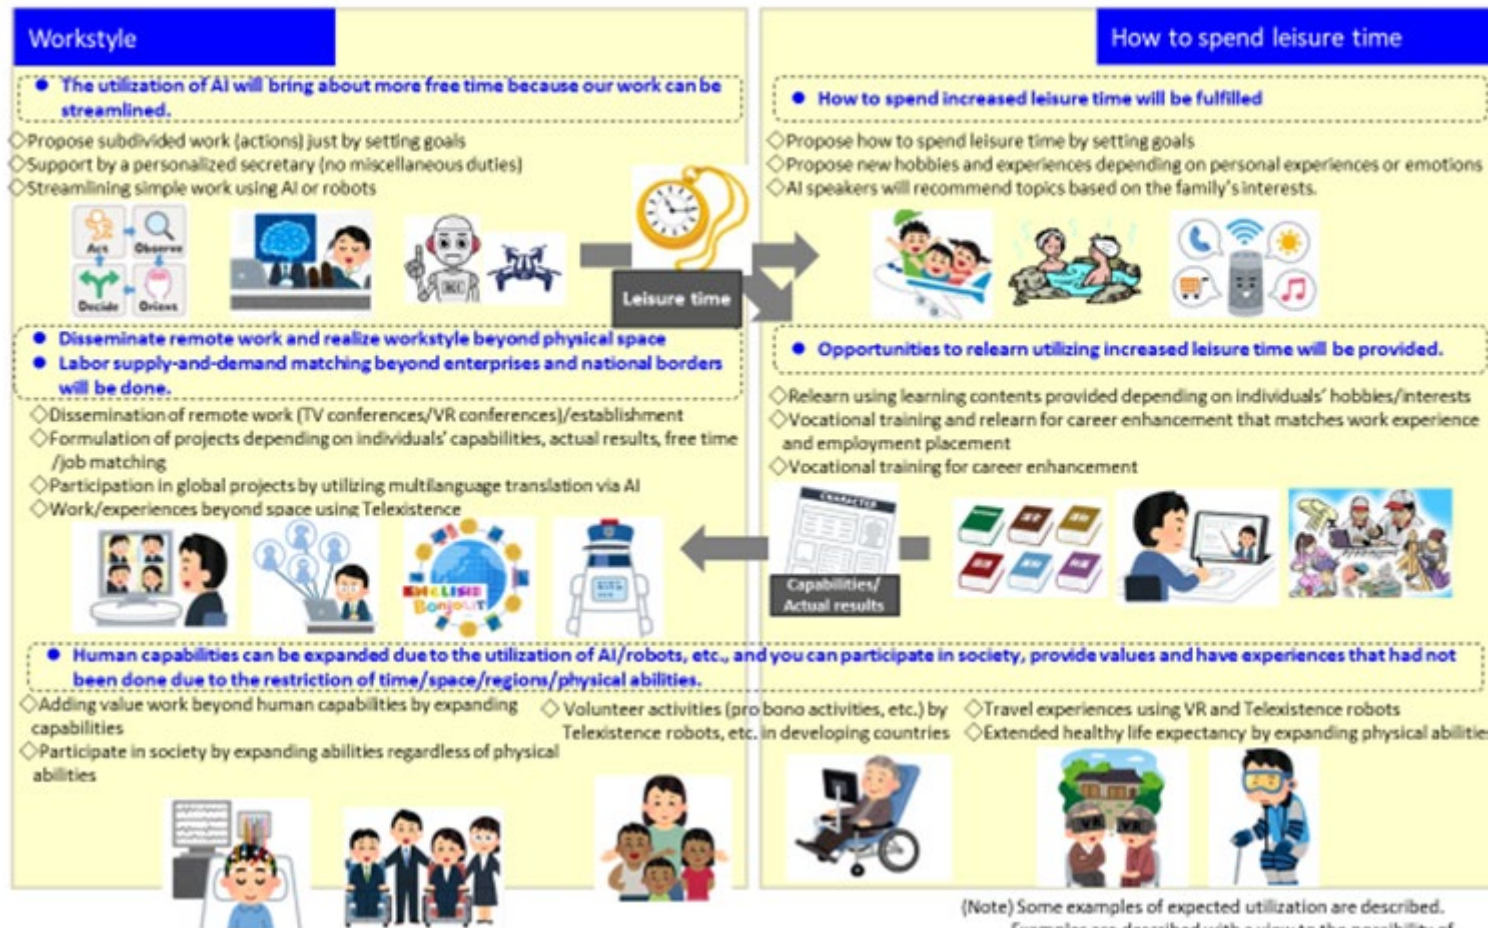 Workstyle
● The utilization of AI will bring about more free time because our work can be
streamlined.
◇Propose subdivided work (actions) just by setting goals
◇Support by a personalized secretary (no miscellaneous duties)
◇Streamlining simple work using AI or robots
Act
Observe
Decide
Orient
Leisure time
● Disseminate remote work and realize workstyle beyond physical space
● Labor supply-and-demand matching beyond enterprises and national borders
will be done.
◇Dissemination of remote work (TV conferences/VR conferences)/establishment
◇Formulation of projects depending on individuals' capabilities, actual results, free time
/job matching
◇Participation in global projects by utilizing multilanguage translation via AI
◇Work/experiences beyond space using Telexistence
ENGLISH
How to spend leisure time
● How to spend increased leisure time will be fulfilled
◇Propose how to spend leisure time by setting goals
◇Propose new hobbies and experiences depending on personal experiences or emotions
◇AI speakers will recommend topics based on the family's interests.
● Opportunities to relearn utilizing increased leisure time will be provided.
◇Relearn using learning contents provided depending on individuals' hobbies/interests
◇Vocational training and relearn for career enhancement that matches work experience
and employment placement
◇Vocational training for career enhancement
CHARACTER
Capabilities/
Actual results
● Human capabilities can be expanded due to the utilization of AI/robots, etc., and you can participate in society, provide values and have experiences that had not
been done due to the restriction of time/space/regions/physical abilities.
◇Adding value work beyond human capabilities by expanding
capabilities
◇Participate in society by expanding abilities regardless of physical
abilities
◇Volunteer activities (pro bono activities, etc.) by
Telexistence robots, etc. in developing countries
◇Travel experiences using VR and Telexistence robots
◇Extended healthy life expectancy by expanding physical abilities
VR VR
(Note) Some examples of expected utilization are described.
Examples are described with a view to the possibility of